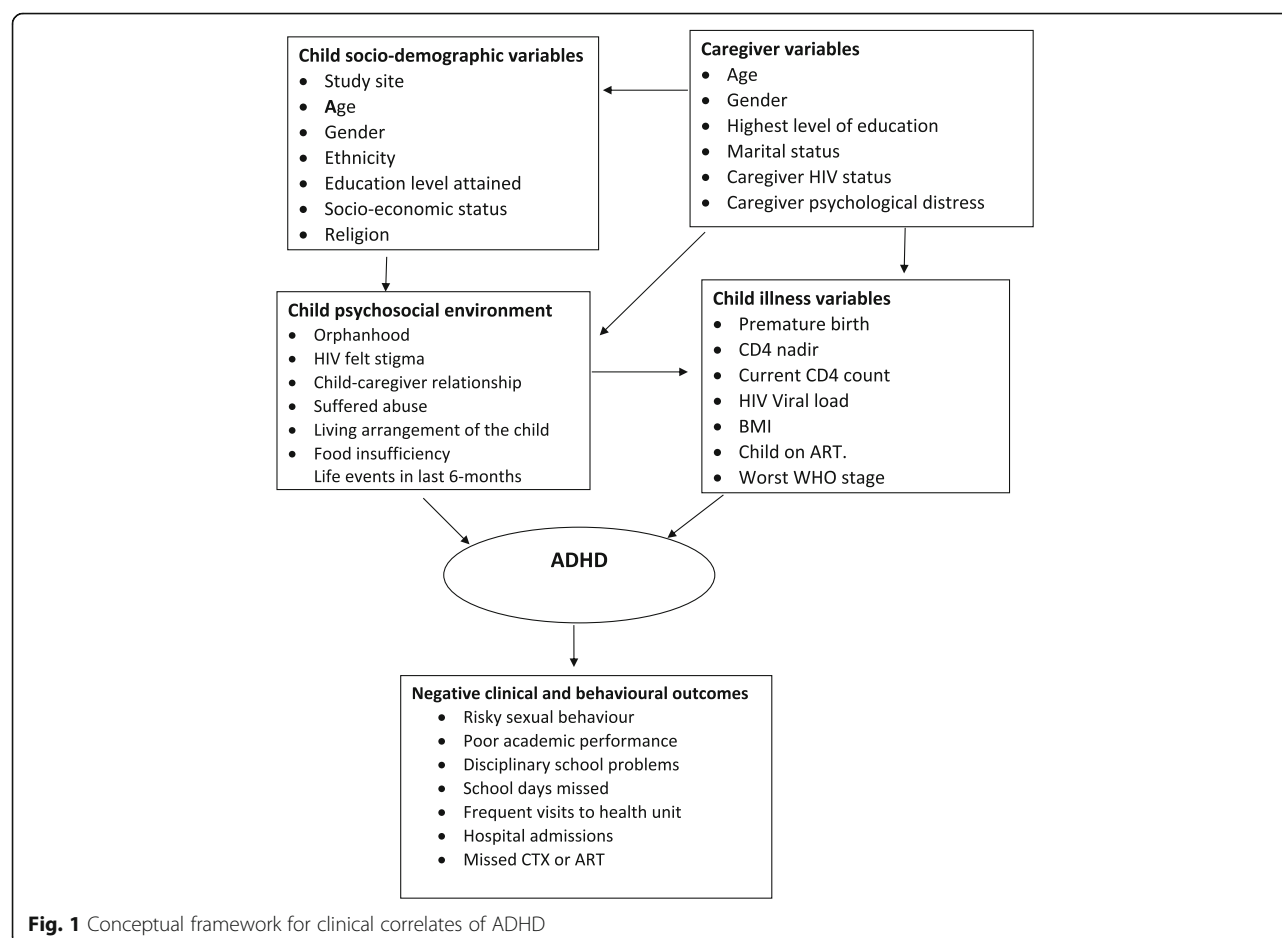 Child socio-demographic variables
• Study site
• Age
• Gender
• Ethnicity
• Education level attained
• Socio-economic status
• Religion
Caregiver variables
• Age
• Gender
• Highest level of education
• Marital status
• Caregiver HIV status
• Caregiver psychological distress
Child psychosocial environment
• Orphanhood
• HIV felt stigma
• Child-caregiver relationship
• Suffered abuse
• Living arrangement of the child
• Food insufficiency
Life events in last 6-months
Child illness variables
• Premature birth
• CD4 nadir
• Current CD4 count
• HIV Viral load
• BMI
• Child on ART.
• Worst WHO stage
ADHD
Negative clinical and behavioural outcomes
• Risky sexual behaviour
• Poor academic performance
• Disciplinary school problems
• School days missed
• Frequent visits to health unit
• Hospital admissions
• Missed CTX or ART
Fig. 1 Conceptual framework for clinical correlates of ADHD